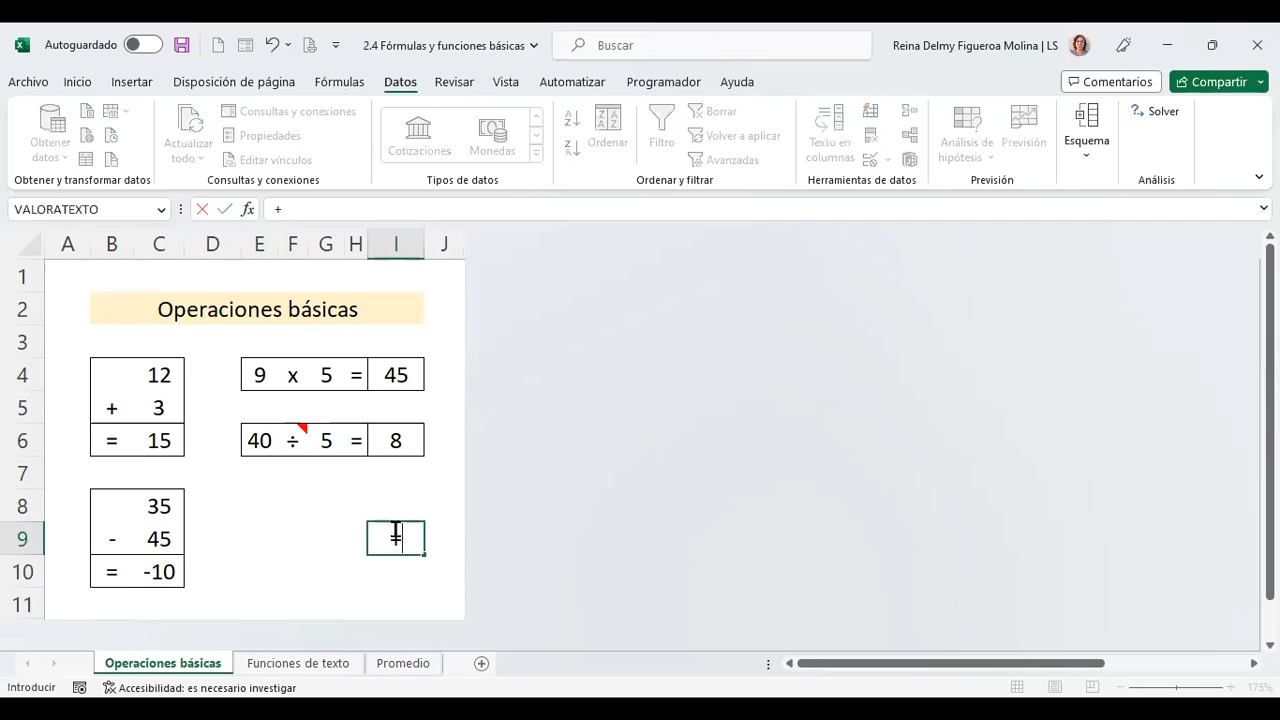 Autoguardado 2.4 Fórmulas y funciones básicas Buscar Reina Delmy Figueroa Molina | LS
Archivo Inicio Insertar Disposición de página Fórmulas Datos Revisar Vista Automatizar Programador Ayuda Comentarios Compartir
Obtener datos
Actualizar todo
Consultas y conexiones
Propiedades
Editar vínculos
Cotizaciones
Monedas
Ordenar
Filtro
Borrar
Volver a aplicar
Avanzadas
Texto en columnas
Análisis de hipótesis
Previsión
Esquema
Solver
Obtener y transformar datos Consultas y conexiones Tipos de datos Ordenar y filtrar Herramientas de datos Previsión Análisis
VALORATEXTO fx +
A B C D E F G H I J
1
2 Operaciones básicas
3
4 12 9 x 5 = 45
5 + 3
6 = 15 40 ÷ 5 = 8
7
8 35
9 - 45
10 = -10
11
Operaciones básicas Funciones de texto Promedio
Introducir Accesibilidad: es necesario investigar 175%